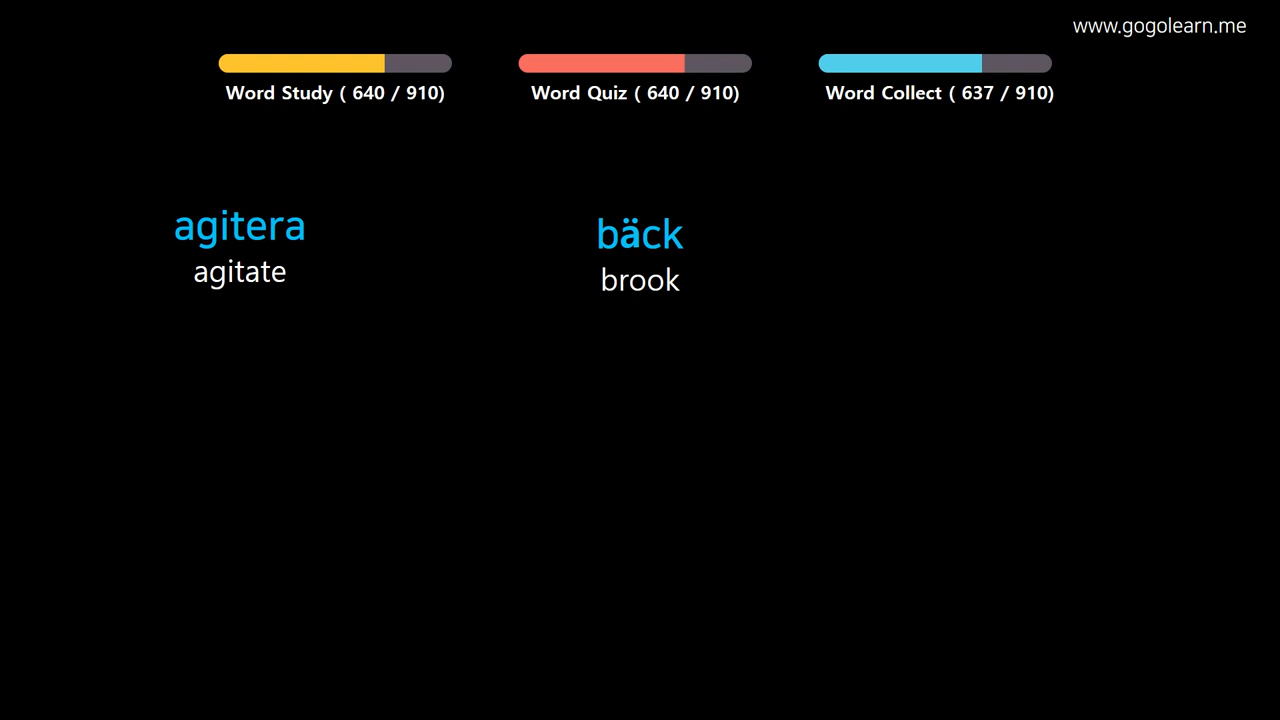 www.gogolearn.me
Word Study ( 640 / 910)
Word Quiz ( 640 / 910)
Word Collect ( 637 / 910)
agitera
agitate
bäck
brook